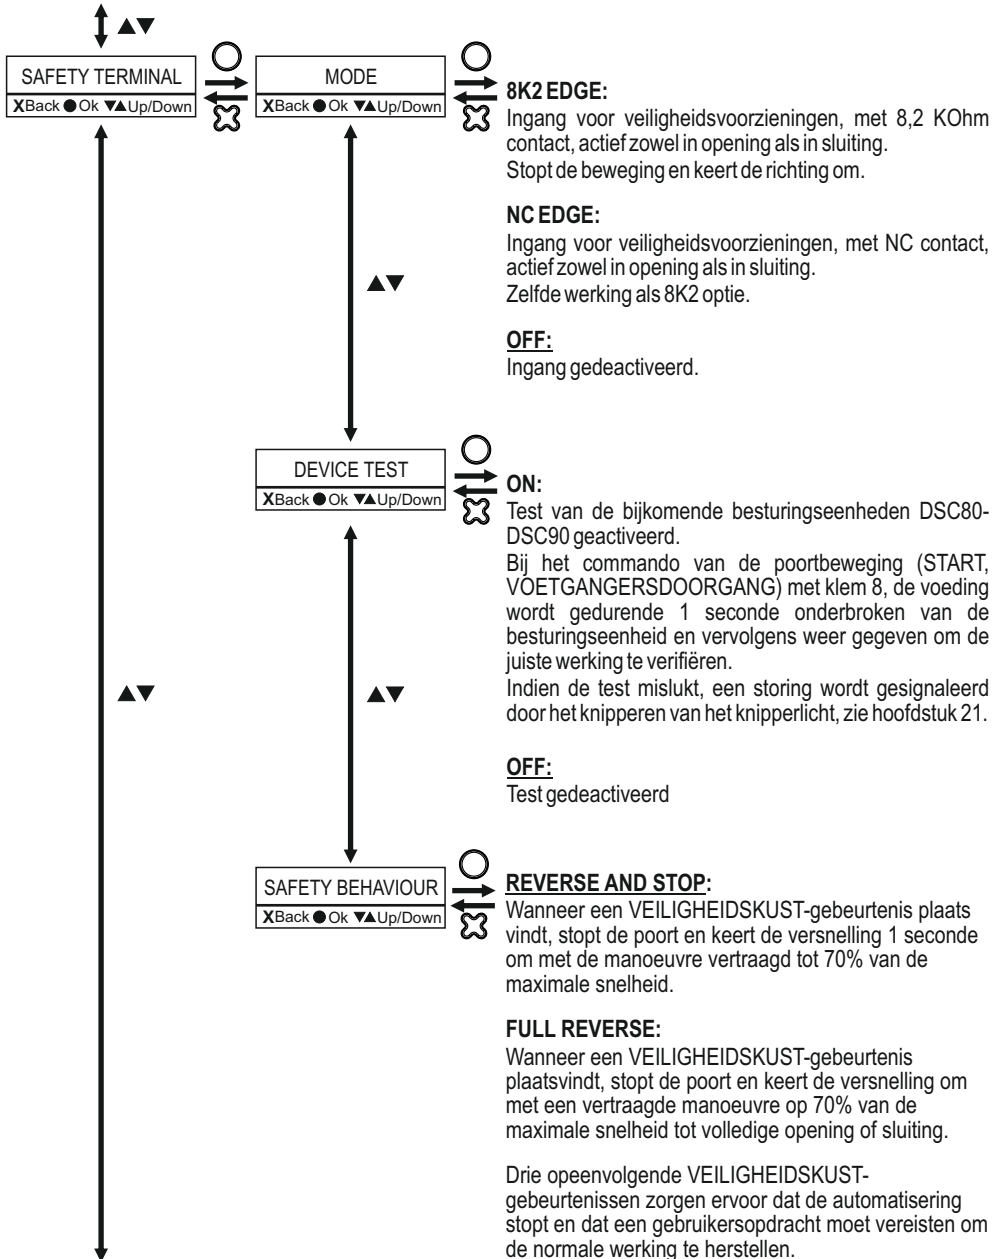 ▲▼
SAFETY TERMINAL
XBack ●Ok ▼▲Up/Down
MODE
XBack ●Ok ▼▲Up/Down
8K2 EDGE:
Ingang voor veiligheidsvoorzieningen, met 8,2 KOhm
contact, actief zowel in opening als in sluiting.
Stopt de beweging en keert de richting om.
NC EDGE:
Ingang voor veiligheidsvoorzieningen, met NC contact,
actief zowel in opening als in sluiting.
Zelfde werking als 8K2 optie.
▲▼
OFF:
Ingang gedeactiveerd.
DEVICE TEST
XBack ●Ok ▼▲Up/Down
ON:
Test van de bijkomende besturingseenheden DSC80-
DSC90 geactiveerd.
Bij het commando van de poortbeweging (START,
VOETGANGERSDOORGANG) met klem 8, de voeding
wordt gedurende 1 seconde onderbroken van de
besturingseenheid en vervolgens weer gegeven om de
juiste werking te verifiëren.
Indien de test mislukt, een storing wordt gesignaleerd
door het knipperen van het knipperlicht, zie hoofdstuk 21.
▲▼
▲▼
OFF:
Test gedeactiveerd
SAFETY BEHAVIOUR
XBack ●Ok ▼▲Up/Down
REVERSE AND STOP:
Wanneer een VEILIGHEIDSKUST-gebeurtenis plaats
vindt, stopt de poort en keert de versnelling 1 seconde
om met de manoeuvre vertraagd tot 70% van de
maximale snelheid.
FULL REVERSE:
Wanneer een VEILIGHEIDSKUST-gebeurtenis
plaatsvindt, stopt de poort en keert de versnelling om
met een vertraagde manoeuvre op 70% van de
maximale snelheid tot volledige opening of sluiting.
Drie opeenvolgende VEILIGHEIDSKUST-
gebeurtenissen zorgen ervoor dat de automatisering
stopt en dat een gebruikersopdracht moet vereisten om
de normale werking te herstellen.